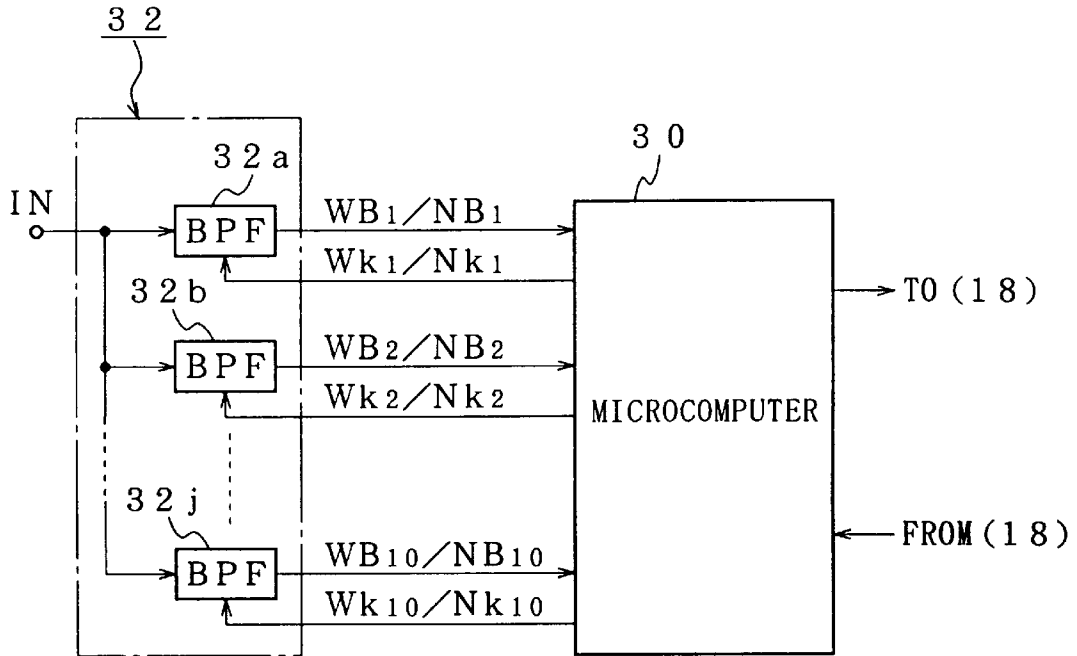 32
32a
30
IN
BPF
WB1/NB1
Wk1/Nk1
32b
TO (18)
BPF
WB2/NB2
Wk2/Nk2
MICROCOMPUTER
32j
BPF
WB10/NB10
FROM (18)
Wk10/Nk10